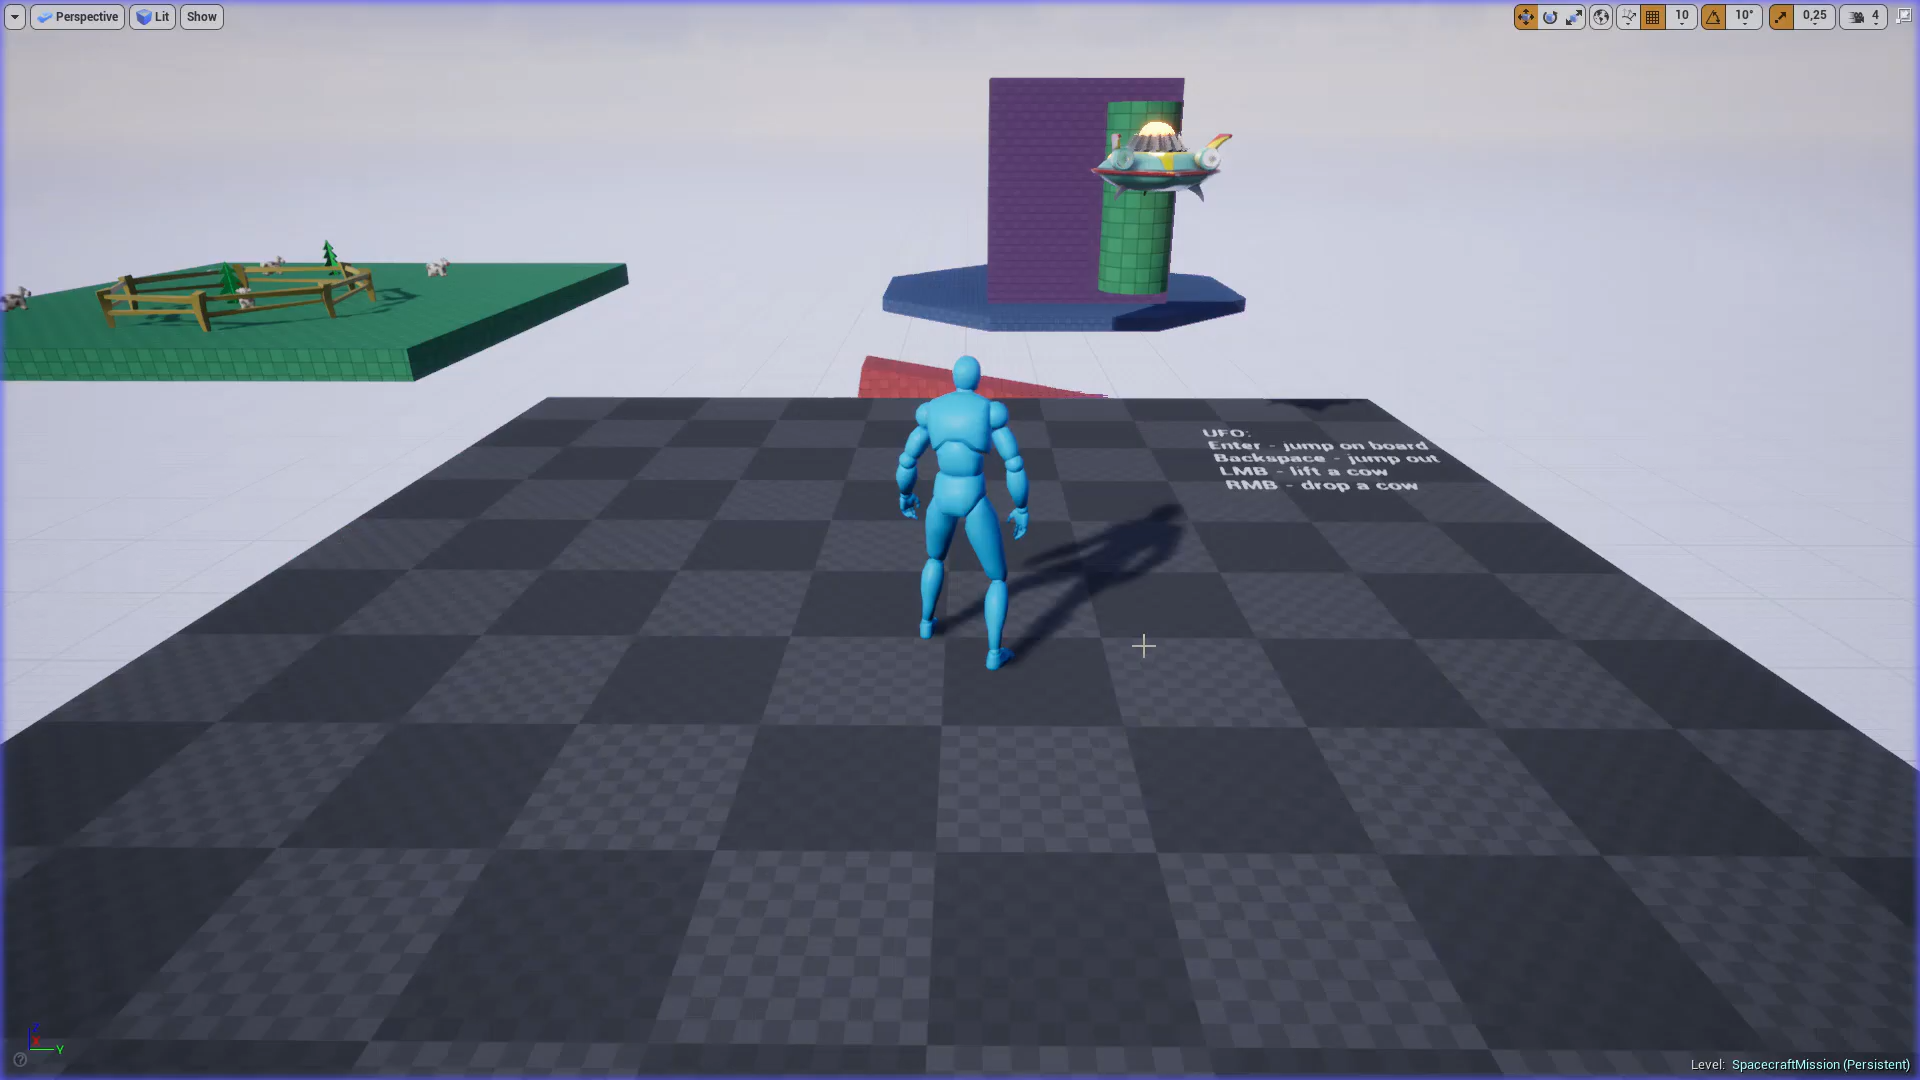 Perspective
Lit
Show
10
10°
0,25
4
UFO:
Enter - jump on board
Backspace - jump out
LMB - lift a cow
RMB - drop a cow
Z
X
Y
?
Level: SpacecraftMission (Persistent)